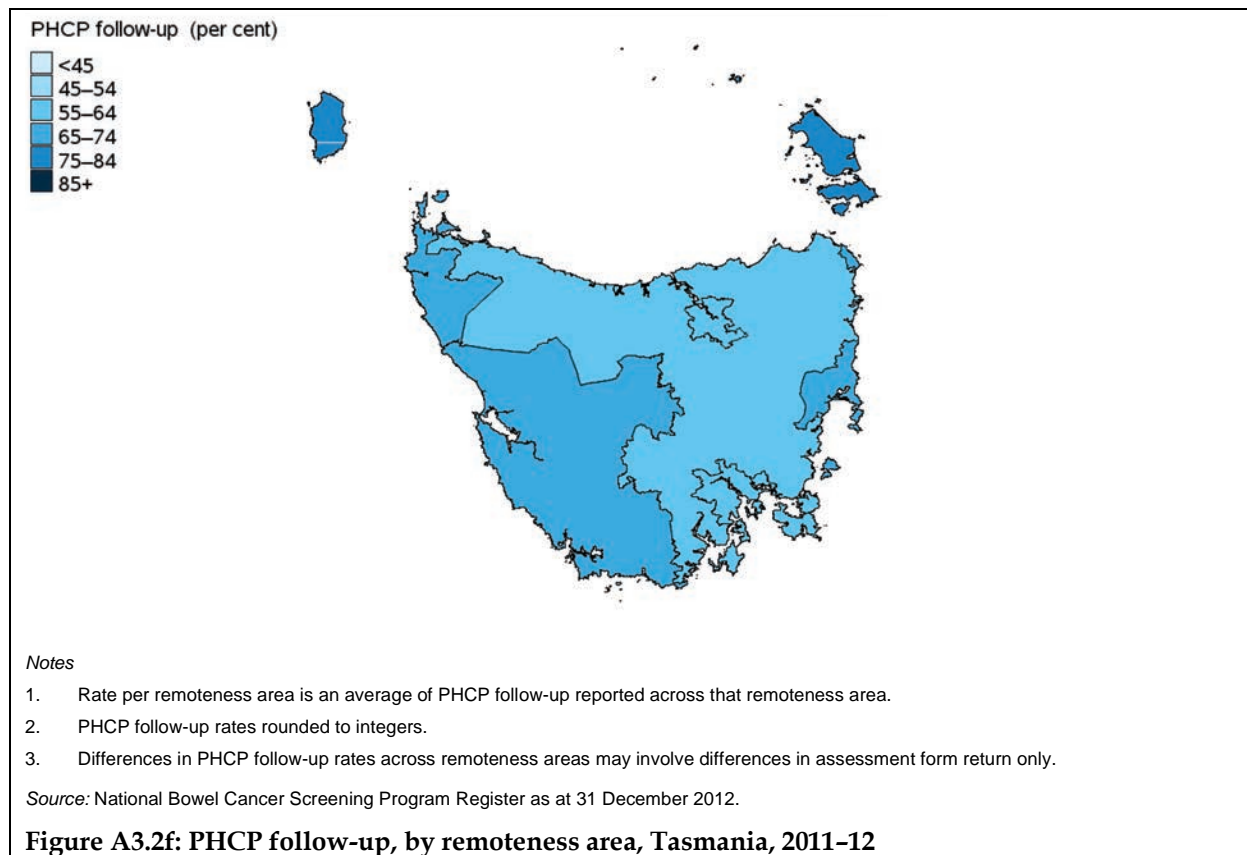 PHCP follow-up (per cent)
<45
45–54
55–64
65–74
75–84
85+
Notes
1. Rate per remoteness area is an average of PHCP follow-up reported across that remoteness area.
2. PHCP follow-up rates rounded to integers.
3. Differences in PHCP follow-up rates across remoteness areas may involve differences in assessment form return only.
Source: National Bowel Cancer Screening Program Register as at 31 December 2012.
Figure A3.2f: PHCP follow-up, by remoteness area, Tasmania, 2011–12